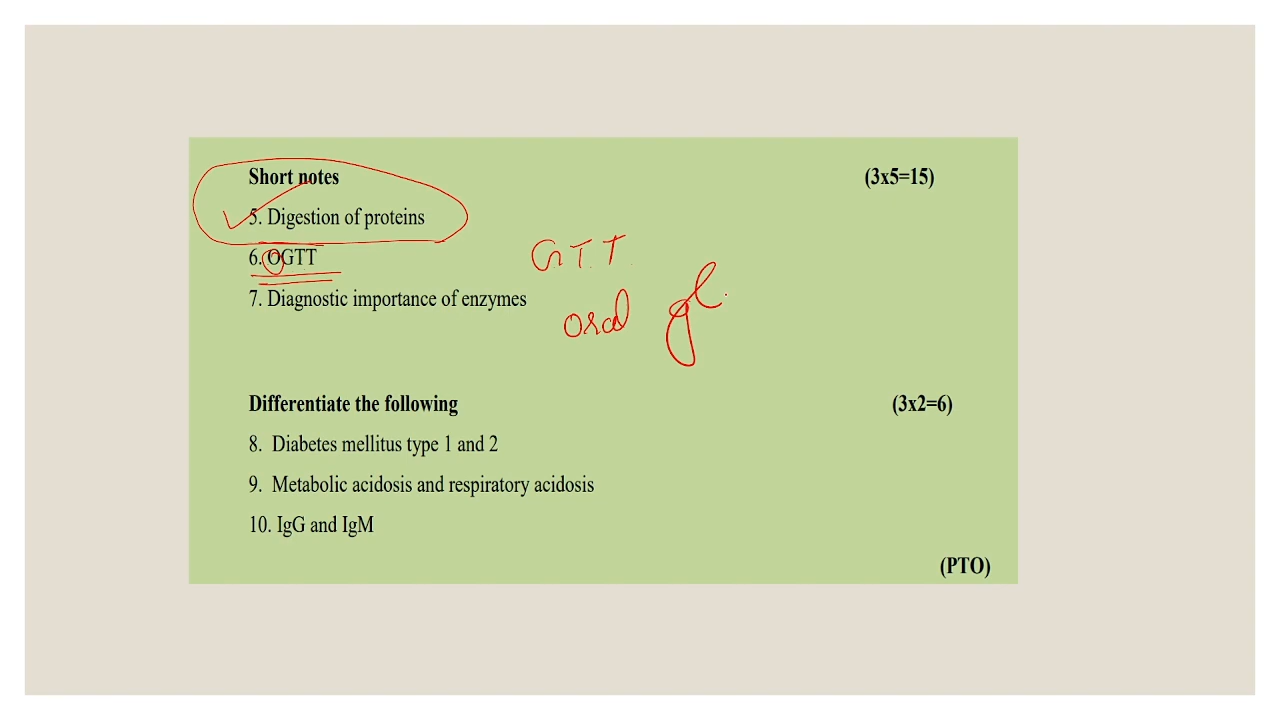 Short notes (3x5=15)
5. Digestion of proteins
6. OGTT
GTT
7. Diagnostic importance of enzymes
oral gl
Differentiate the following (3x2=6)
8. Diabetes mellitus type 1 and 2
9. Metabolic acidosis and respiratory acidosis
10. IgG and IgM
(PTO)